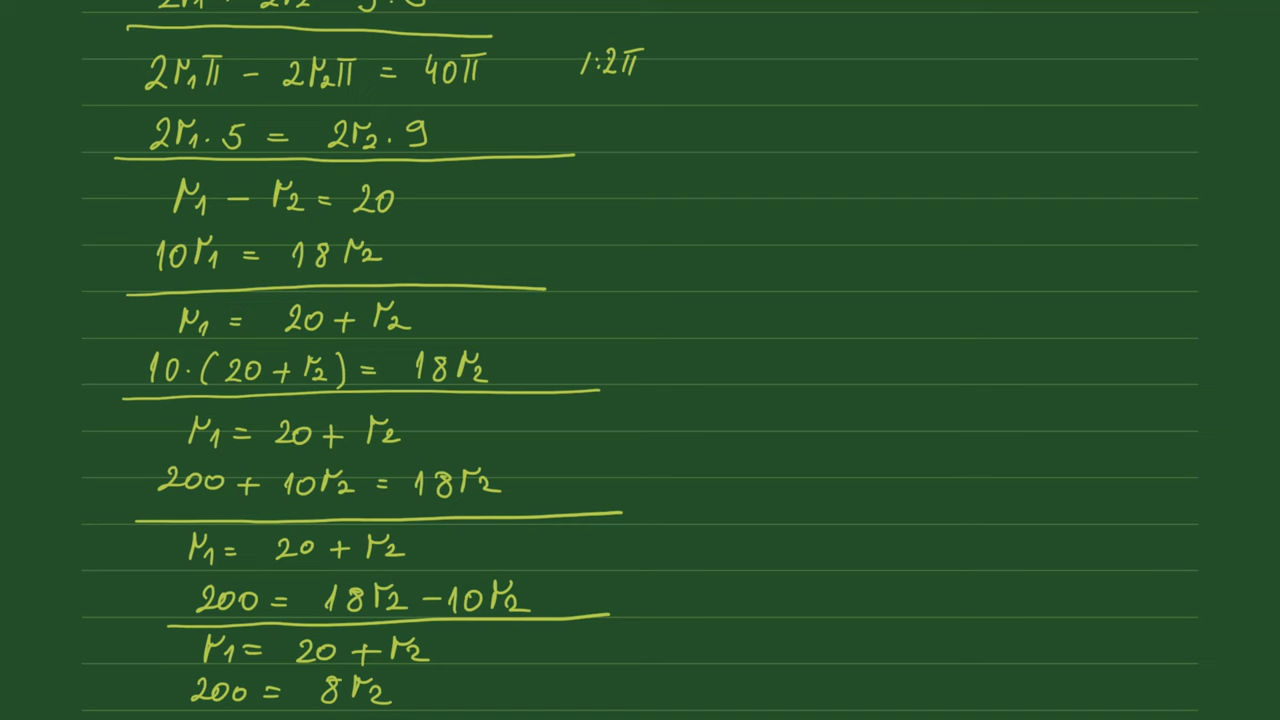 2r₁π - 2r₂π = 40π /:2π
2r₁·5 = 2r₂·9
r₁ - r₂ = 20
10r₁ = 18r₂
r₁ = 20 + r₂
10·(20 + r₂) = 18r₂
r₁ = 20 + r₂
200 + 10r₂ = 18r₂
r₁ = 20 + r₂
200 = 18r₂ - 10r₂
r₁ = 20 + r₂
200 = 8r₂